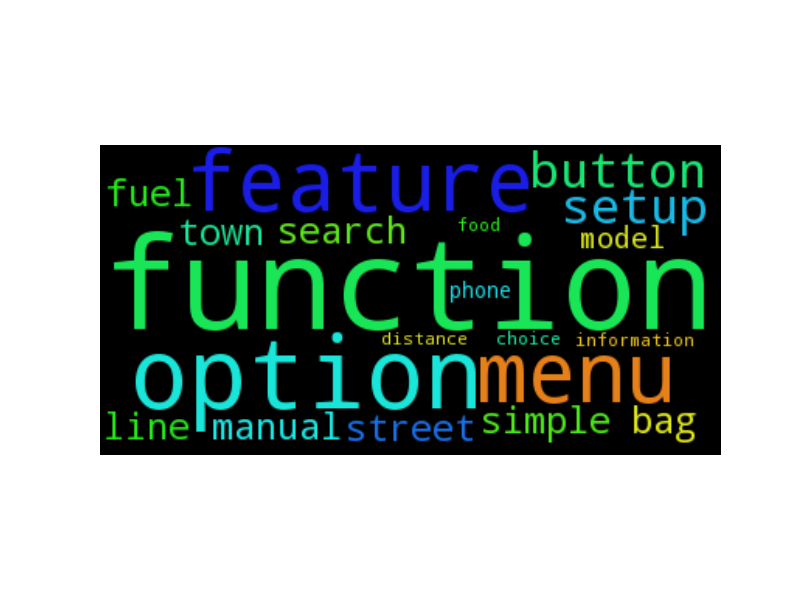 feature button
fuel setup
town search food model
function
phone
distance choice information
option menu
line manual street simple bag